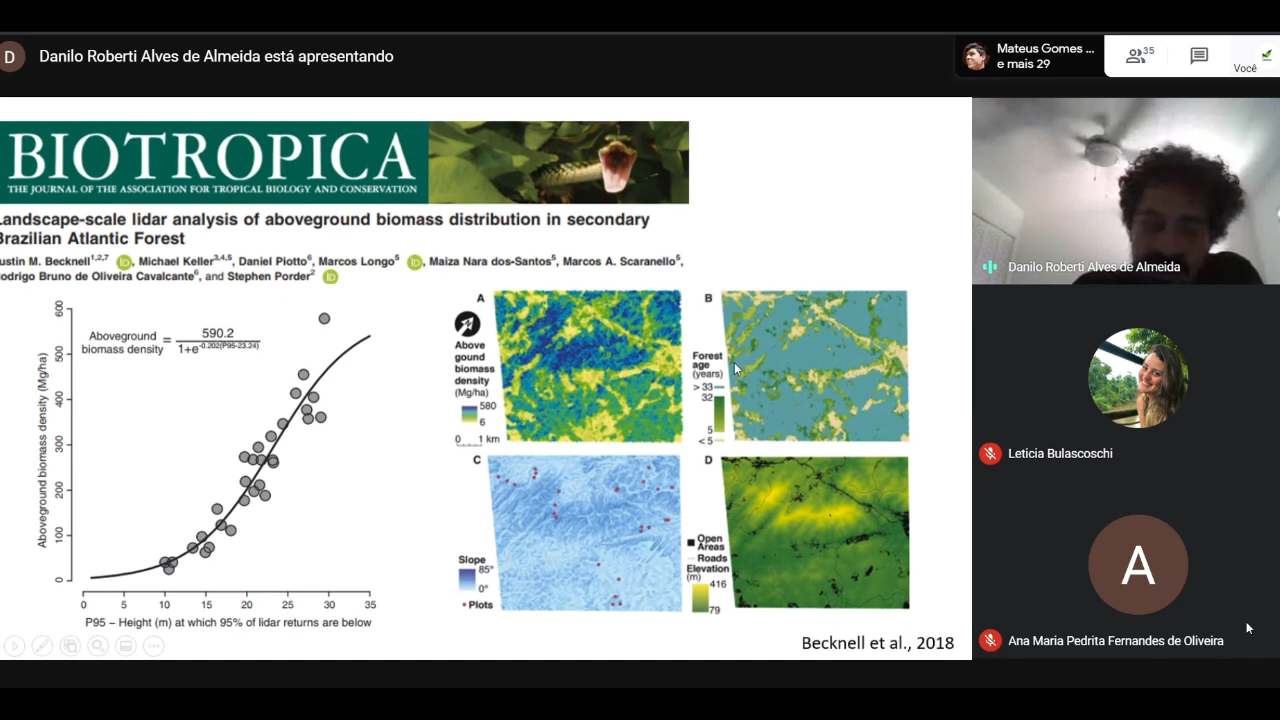 D
Danilo Roberti Alves de Almeida está apresentando
Mateus Gomes ...
e mais 29
35
Você
BIOTROPICA
THE JOURNAL OF THE ASSOCIATION FOR TROPICAL BIOLOGY AND CONSERVATION
Landscape-scale lidar analysis of aboveground biomass distribution in secondary
Brazilian Atlantic Forest
ustin M. Becknell1,2,7 iD, Michael Keller3,4,5, Daniel Piotto6, Marcos Longo5 iD, Maiza Nara dos-Santos5, Marcos A. Scaranello5,
odrigo Bruno de Oliveira Cavalcante6, and Stephen Porder2 iD
Aboveground biomass density (Mg/ha)
600
500
400
300
200
100
0
Aboveground
biomass density = 590.2
1+e-0.202(P95-23.24)
0 5 10 15 20 25 30 35
P95 – Height (m) at which 95% of lidar returns are below
A
Above
gound
biomass
density
(Mg/ha)
580
6
0 1 km
B
Forest
age
(years)
> 33
32
5
< 5
C
Slope
85°
0°
• Plots
D
Open
Areas
Roads
Elevation
(m)
416
79
Becknell et al., 2018
Danilo Roberti Alves de Almeida
Leticia Bulascoschi
A
Ana Maria Pedrita Fernandes de Oliveira